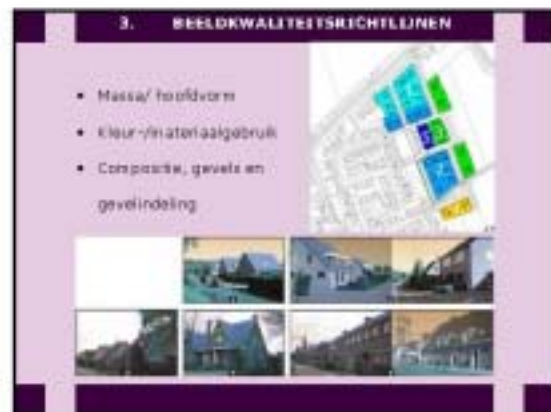 3. BEELDKWALITEITSRICHTLIJNEN
• Massa/ hoofdvorm
• Kleur-/materiaalgebruik
• Compositie, gevels en
gevelindeling